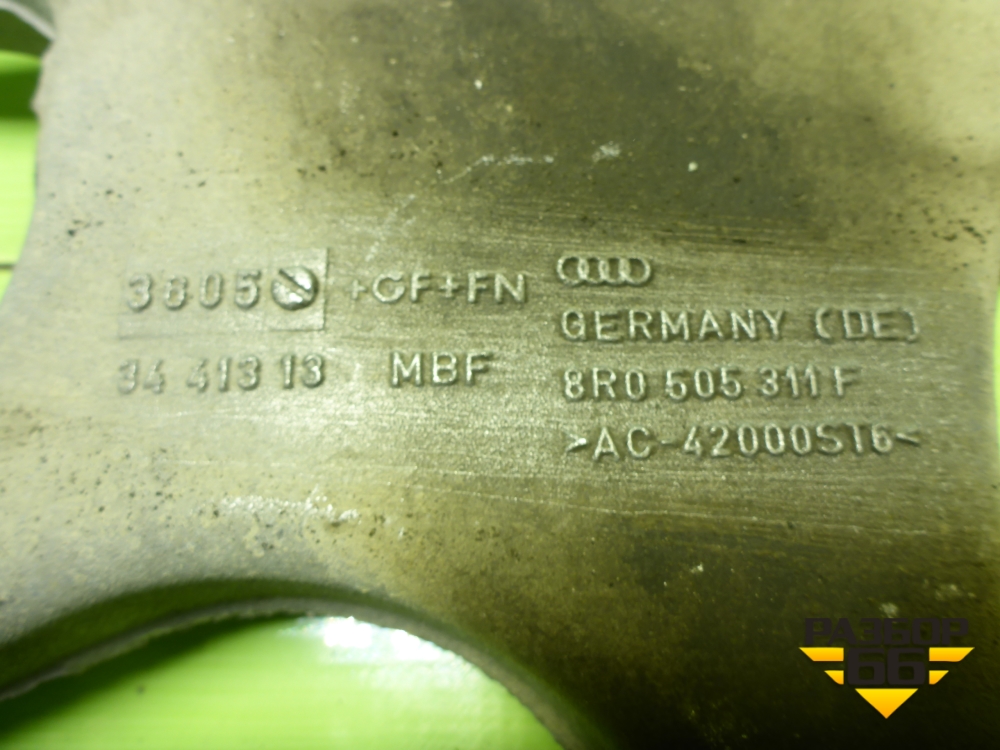 3805 +GF+FN
34 413 13 MBF
GERMANY (DE)
8R0 505 311 F
>AC-42000ST6<
РАЗБОР
66